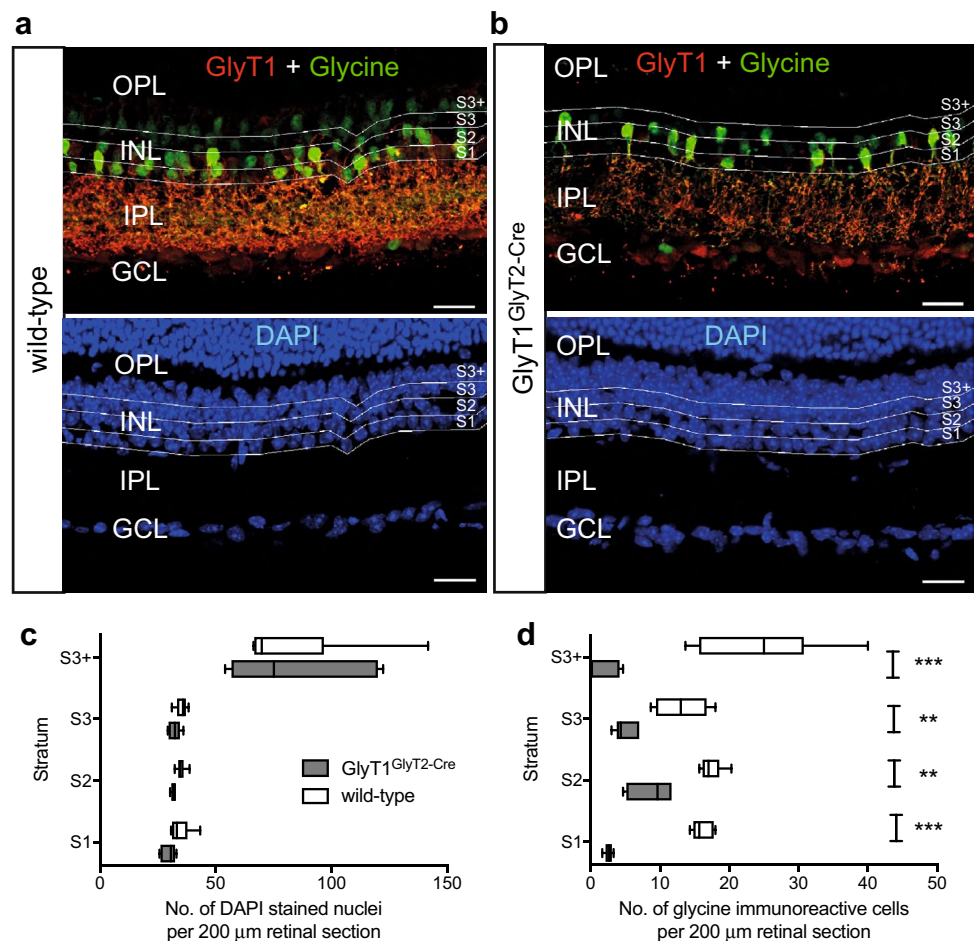 a
b
wild-type
GlyT1 + Glycine
OPL
S3+
S3
S2
S1
INL
IPL
GCL
DAPI
OPL
S3+
S3
S2
S1
INL
IPL
GCL
GlyT1GlyT2-Cre
GlyT1 + Glycine
OPL
S3+
S3
S2
S1
INL
IPL
GCL
DAPI
OPL
S3+
S3
S2
S1
INL
IPL
GCL
c
Stratum
S3+
S3
S2
S1
GlyT1GlyT2-Cre
wild-type
0 50 100 150
No. of DAPI stained nuclei
per 200 μm retinal section
d
Stratum
S3+
S3
S2
S1
***
**
**
***
0 10 20 30 40 50
No. of glycine immunoreactive cells
per 200 μm retinal section